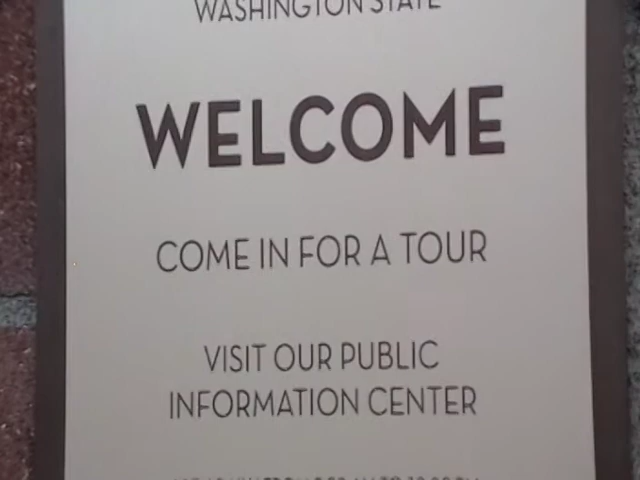 WASHINGTON STATE
WELCOME
COME IN FOR A TOUR
VISIT OUR PUBLIC
INFORMATION CENTER